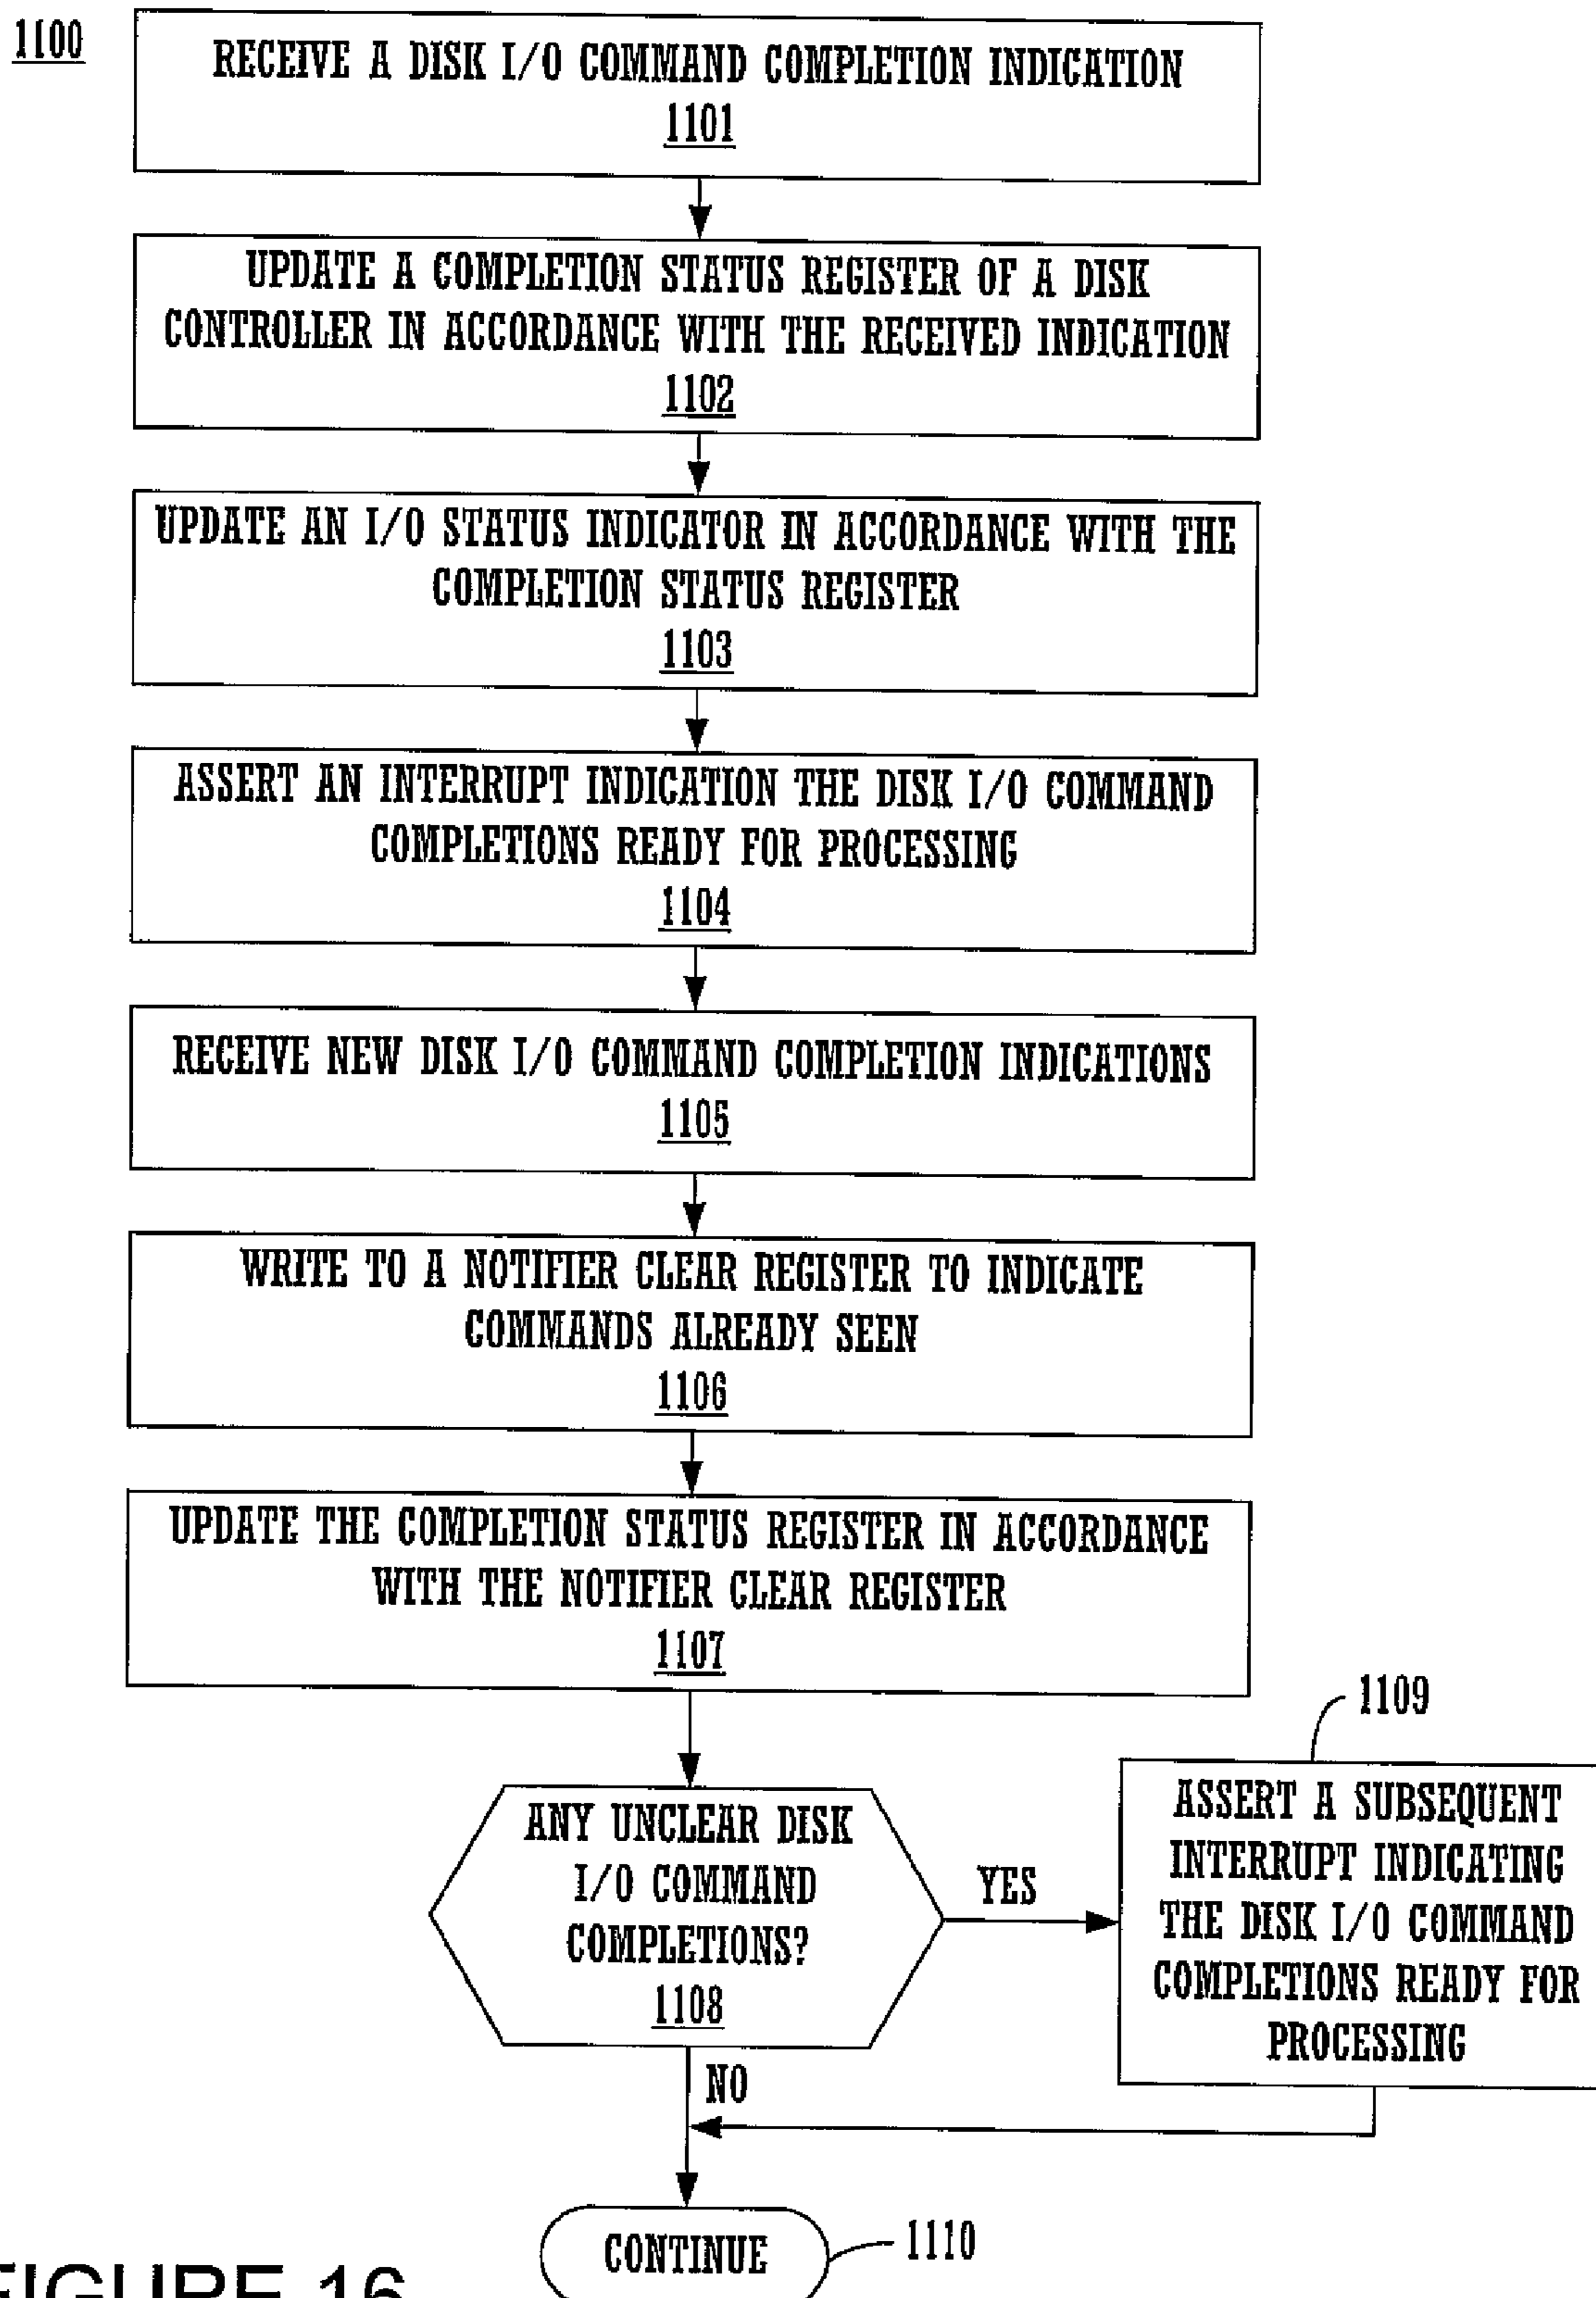 1100
RECEIVE A DISK I/O COMMAND COMPLETION INDICATION
1101
UPDATE A COMPLETION STATUS REGISTER OF A DISK
CONTROLLER IN ACCORDANCE WITH THE RECEIVED INDICATION
1102
UPDATE AN I/O STATUS INDICATOR IN ACCORDANCE WITH THE
COMPLETION STATUS REGISTER
1103
ASSERT AN INTERRUPT INDICATION THE DISK I/O COMMAND
COMPLETIONS READY FOR PROCESSING
1104
RECEIVE NEW DISK I/O COMMAND COMPLETION INDICATIONS
1105
WRITE TO A NOTIFIER CLEAR REGISTER TO INDICATE
COMMANDS ALREADY SEEN
1106
UPDATE THE COMPLETION STATUS REGISTER IN ACCORDANCE
WITH THE NOTIFIER CLEAR REGISTER
1107
ANY UNCLEAR DISK
I/O COMMAND
COMPLETIONS?
1108
YES
1109
ASSERT A SUBSEQUENT
INTERRUPT INDICATING
THE DISK I/O COMMAND
COMPLETIONS READY FOR
PROCESSING
NO
CONTINUE
1110
FIGURE 16